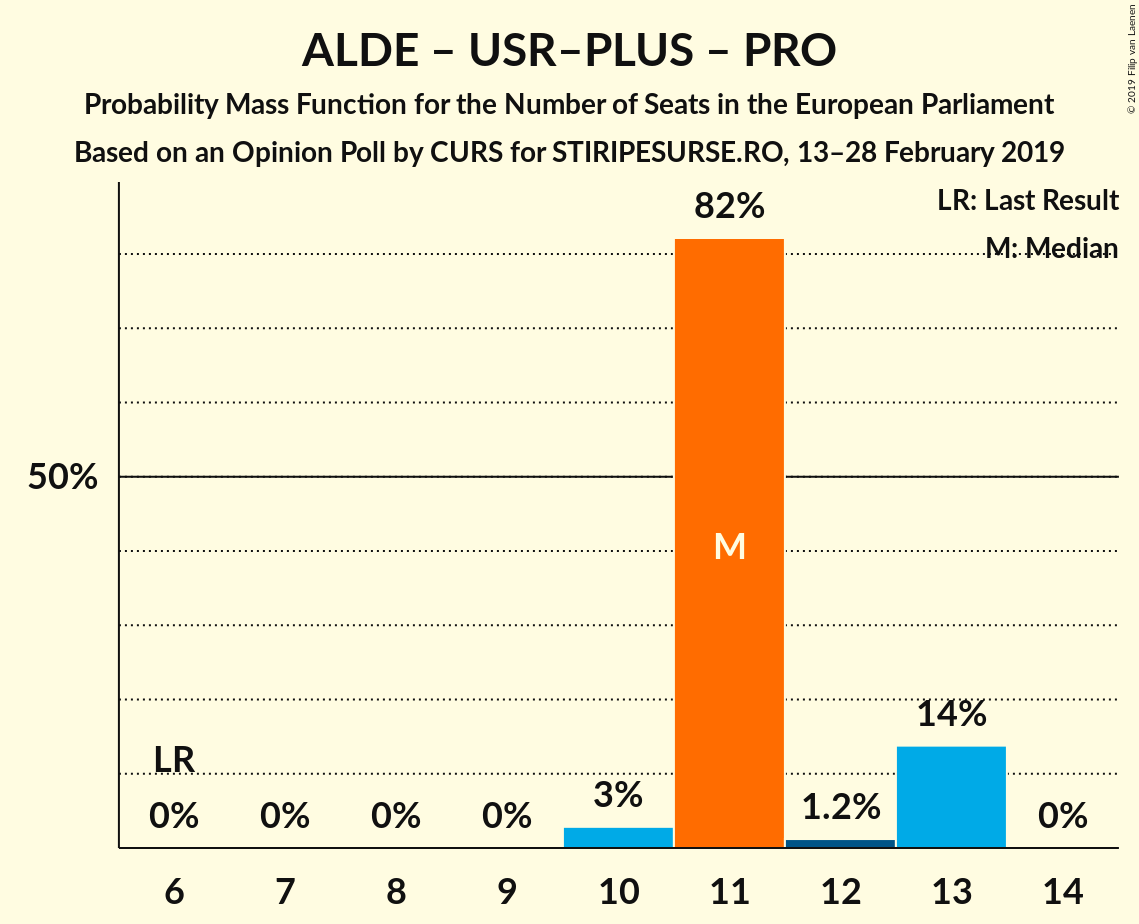 ALDE – USR–PLUS – PRO
Probability Mass Function for the Number of Seats in the European Parliament
Based on an Opinion Poll by CURS for STIRIPESURSE.RO, 13–28 February 2019
© 2019 Filip van Laenen
LR: Last Result
M: Median
82%
50%
M
14%
LR
3%
1.2%
0% 0% 0% 0% 0%
6 7 8 9 10 11 12 13 14